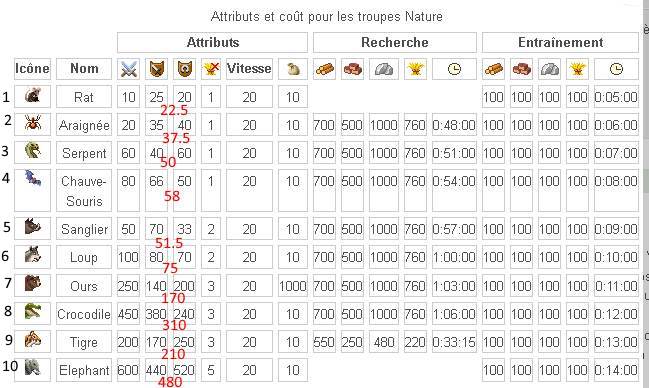 Attributs et coût pour les troupes Nature
Attributs Recherche Entraînement
Icône Nom Vitesse
1 Rat 10 25 20 1 20 10 100 100 100 100 0:05:00
22.5
2 Araignée 20 35 40 1 20 10 700 500 1000 760 0:48:00 100 100 100 100 0:06:00
37.5
3 Serpent 60 40 60 1 20 10 700 500 1000 760 0:51:00 100 100 100 100 0:07:00
50
4 Chauve- 80 66 50 1 20 10 700 500 1000 760 0:54:00 100 100 100 100 0:08:00
Souris 58
5 Sanglier 50 70 33 2 20 10 700 500 1000 760 0:57:00 100 100 100 100 0:09:00
51.5
6 Loup 100 80 70 2 20 10 700 500 1000 760 1:00:00 100 100 100 100 0:10:00
75
7 Ours 250 140 200 3 20 1000 700 500 1000 760 1:03:00 100 100 100 100 0:11:00
170
8 Crocodile 450 380 240 3 20 10 700 500 1000 760 1:06:00 100 100 100 100 0:12:00
310
9 Tigre 200 170 250 3 20 10 550 250 480 220 0:33:15 100 100 100 100 0:13:00
210
10 Elephant 600 440 520 5 20 10 100 100 100 100 0:14:00
480